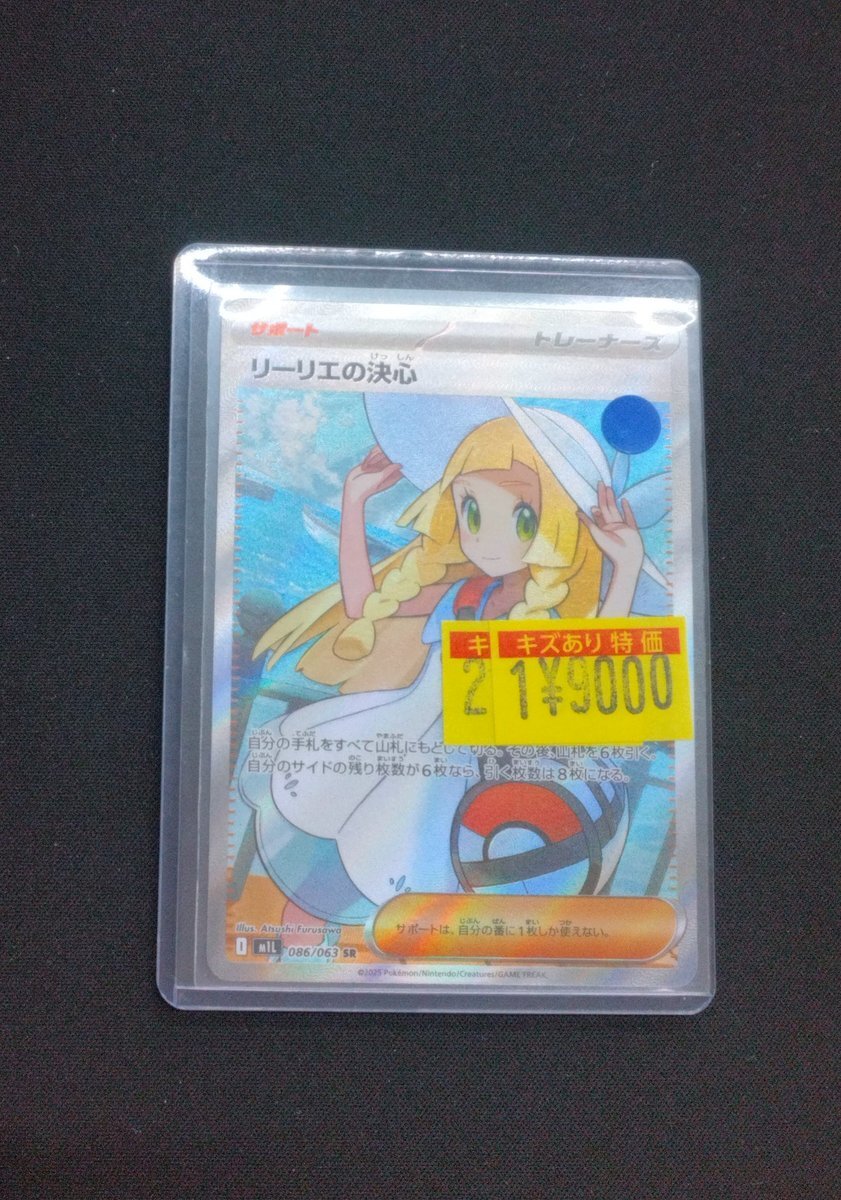 サポート トレーナーズ
リーリエの決心
キ キズあり特価
2 1¥9000
自分の手札をすべて山札にもどして切る。その後、山札を6枚引く。
自分のサイドの残り枚数が6枚なら、引く枚数は8枚になる。
サポートは、自分の番に1枚しか使えない。
Illus. Atsushi Furusawa
I m1L 086/063 SR
©2025 Pokémon/Nintendo/Creatures/GAME FREAK.